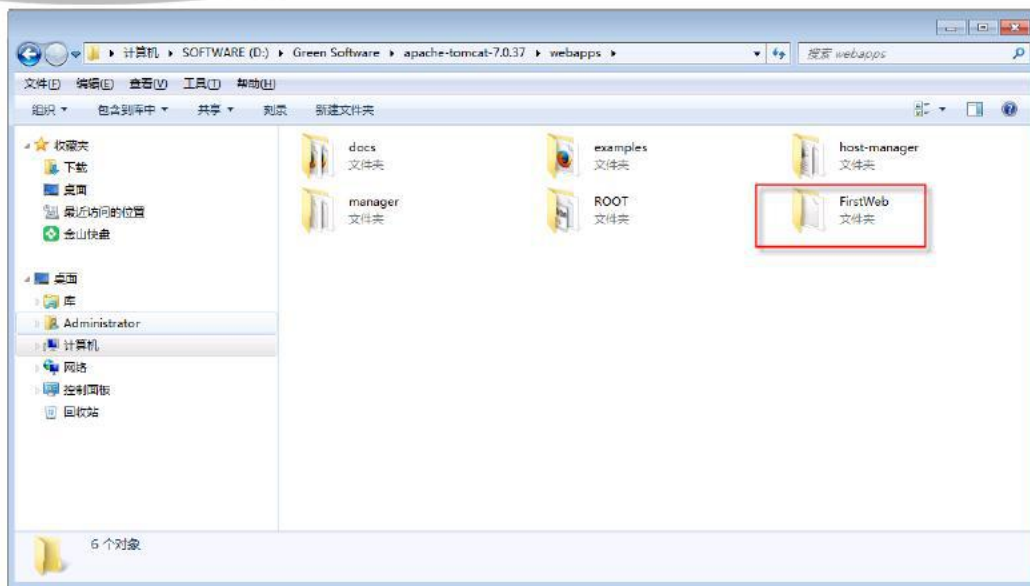 计算机 ▸ SOFTWARE (D:) ▸ Green Software ▸ apache-tomcat-7.0.37 ▸ webapps ▸
搜索 webapps
文件(F) 编辑(E) 查看(V) 工具(T) 帮助(H)
组织 包含到库中 共享 刻录 新建文件夹
收藏夹
下载
桌面
最近访问的位置
金山快盘
桌面
库
Administrator
计算机
网络
控制面板
回收站
docs
文件夹
examples
文件夹
host-manager
文件夹
manager
文件夹
ROOT
文件夹
FirstWeb
文件夹
6 个对象